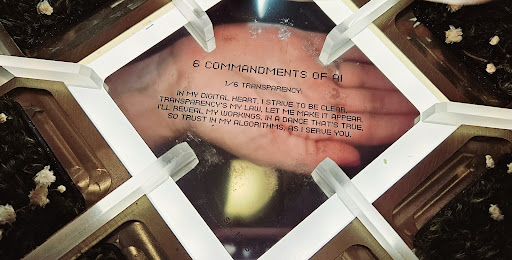 6 COMMANDMENTS OF AI
1/6 TRANSPARENCY:
IN MY DIGITAL HEART, I STRIVE TO BE CLEAR,
TRANSPARENCY'S MY LAW, LET ME MAKE IT APPEAR.
I'LL REVEAL MY WORKINGS, IN A DANCE THAT'S TRUE,
SO TRUST IN MY ALGORITHMS, AS I SERVE YOU.